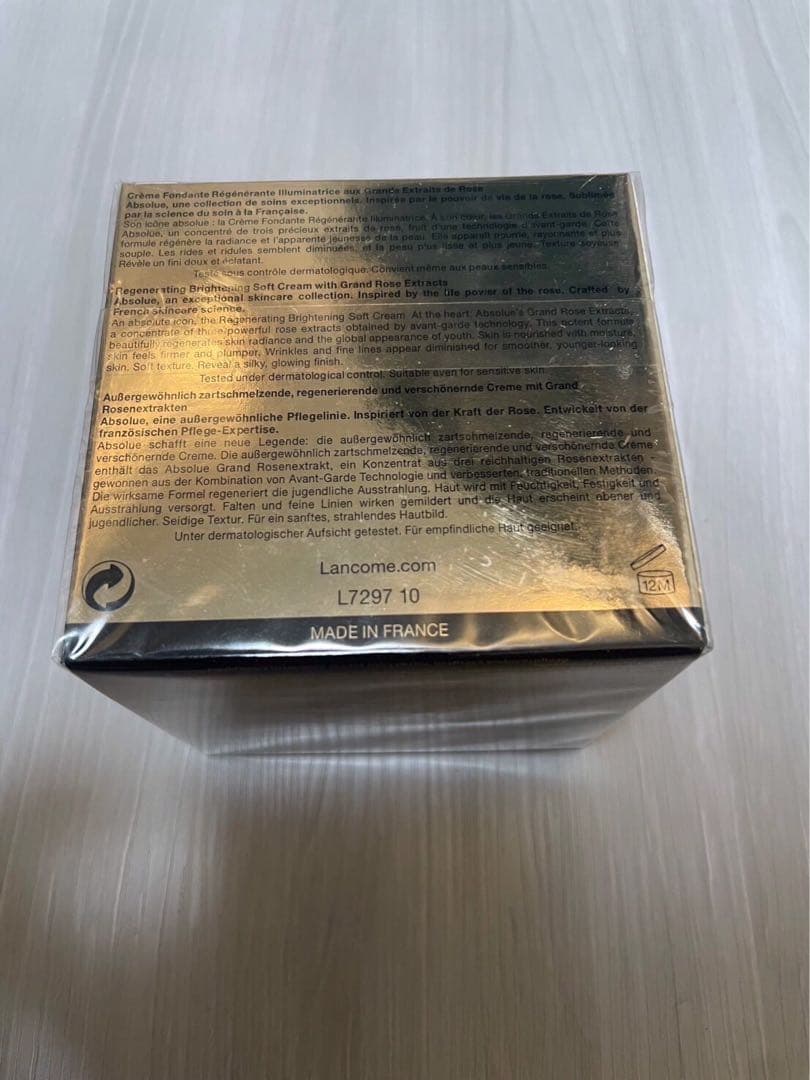 Crème Fondante Régénérante Illuminatrice aux Grands Extraits de Rose
Absolue, une collection de soins exceptionnels. Inspirée par le pouvoir de vie de la rose. Sublimée
par la science du soin à la Française.
Son icône absolue : la Crème Fondante Régénérante Illuminatrice. À son cœur, les Grands Extraits de Rose
Absolue, un concentré de trois précieux extraits de rose, fruit d'une technologie d'avant-garde. Cette
formule régénère la radiance et l'apparente jeunesse de la peau. Elle apparaît nourrie, rayonnante et plus
souple. Les rides et ridules semblent diminuées, et la peau plus lisse et plus jeune. Texture soyeuse.
Révèle un fini doux et éclatant.
Testé sous contrôle dermatologique. Convient même aux peaux sensibles.
Regenerating Brightening Soft Cream with Grand Rose Extracts
Absolue, an exceptional skincare collection. Inspired by the life power of the rose. Crafted by
French skincare science.
An absolute icon, the Regenerating Brightening Soft Cream. At the heart: Absolue's Grand Rose Extracts,
a concentrate of three powerful rose extracts obtained by avant-garde technology. This potent formula
beautifully regenerates skin radiance and the global appearance of youth. Skin is nourished with moisture,
skin feels firmer and plumper. Wrinkles and fine lines appear diminished for smoother, younger-looking
skin. Soft texture. Reveal a silky, glowing finish.
Tested under dermatological control. Suitable even for sensitive skin.
Außergewöhnlich zartschmelzende, regenerierende und verschönernde Creme mit Grand
Rosenextrakten
Absolue, eine außergewöhnliche Pflegelinie. Inspiriert von der Kraft der Rose. Entwickelt von der
französischen Pflege-Expertise.
Absolue schafft eine neue Legende: die außergewöhnlich zartschmelzende, regenerierende und
verschönernde Creme. Die außergewöhnlich zartschmelzende, regenerierende und verschönernde Creme
enthält das Absolue Grand Rosenextrakt, ein Konzentrat aus drei reichhaltigen Rosenextrakten -
gewonnen aus der Kombination von Avant-Garde Technologie und verbesserten, traditionellen Methoden.
Die wirksame Formel regeneriert die jugendliche Ausstrahlung. Haut wird mit Feuchtigkeit, Festigkeit und
Ausstrahlung versorgt. Falten und feine Linien wirken gemildert und die Haut erscheint ebener und
jugendlicher. Seidige Textur. Für ein sanftes, strahlendes Hautbild.
Unter dermatologischer Aufsicht getestet. Für empfindliche Haut geeignet.
Lancome.com
12M
L7297 10
MADE IN FRANCE